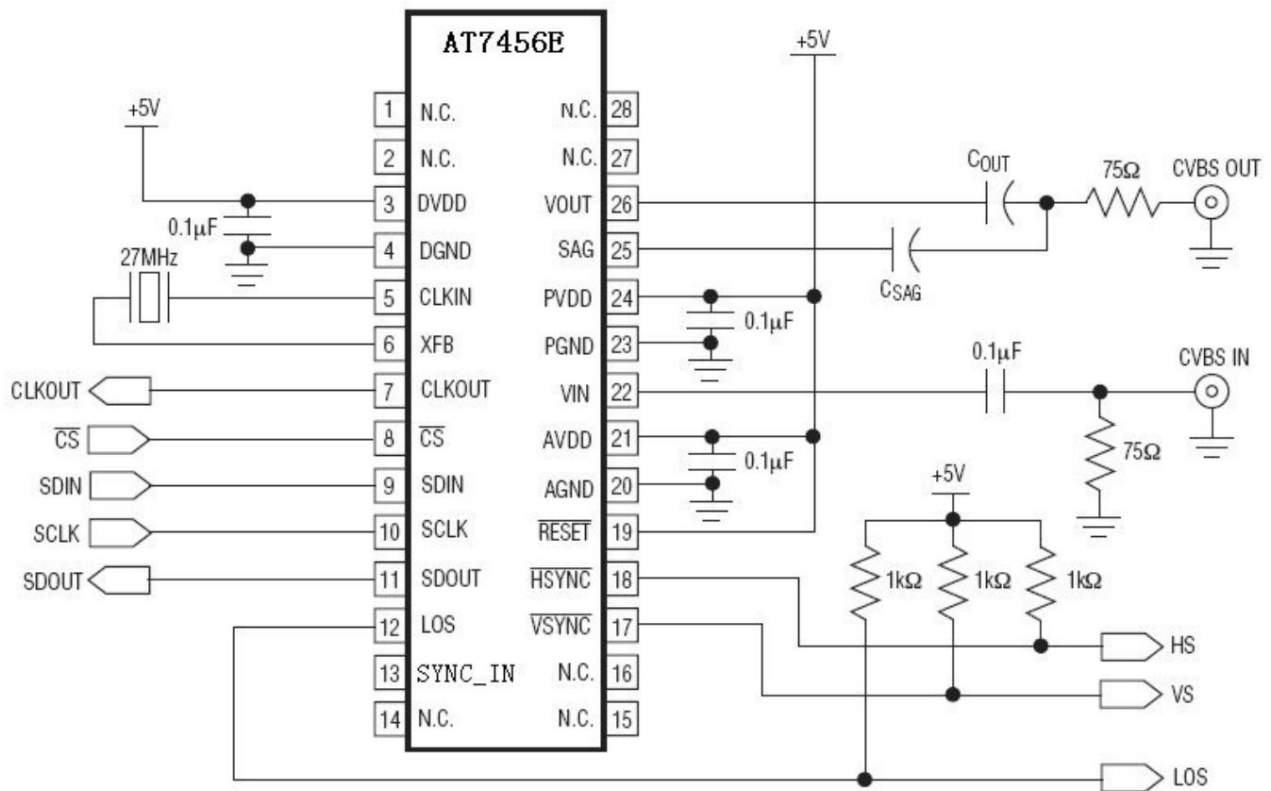 AT7456E
+5V
+5V
1 N.C. N.C. 28
2 N.C. N.C. 27
COUT
75Ω
CVBS OUT
3 DVDD VOUT 26
0.1µF
4 DGND SAG 25
27MHz
CSAG
5 CLKIN PVDD 24
0.1µF
6 XFB PGND 23
0.1µF
CVBS IN
CLKOUT 7 CLKOUT VIN 22
CS 8 CS AVDD 21
0.1µF
75Ω
SDIN 9 SDIN AGND 20
+5V
SCLK 10 SCLK RESET 19
SDOUT 11 SDOUT HSYNC 18
1kΩ 1kΩ 1kΩ
12 LOS VSYNC 17
HS
13 SYNC_IN N.C. 16
VS
14 N.C. N.C. 15
LOS